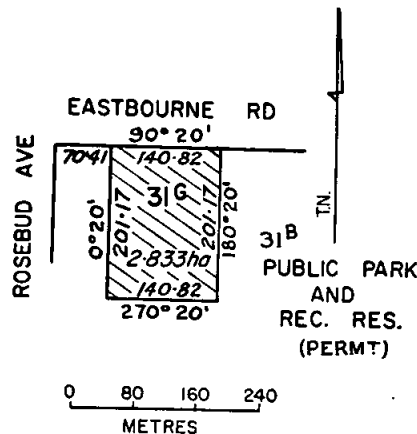 EASTBOURNE RD
90°20'
70·41
140·82
31G
ROSEBUD AVE
0°20'
201·17
201·17
180°20'
T.N.
2·833ha
31B
PUBLIC PARK
AND
REC. RES.
(PERMT)
140·82
270°20'
0 80 160 240
METRES